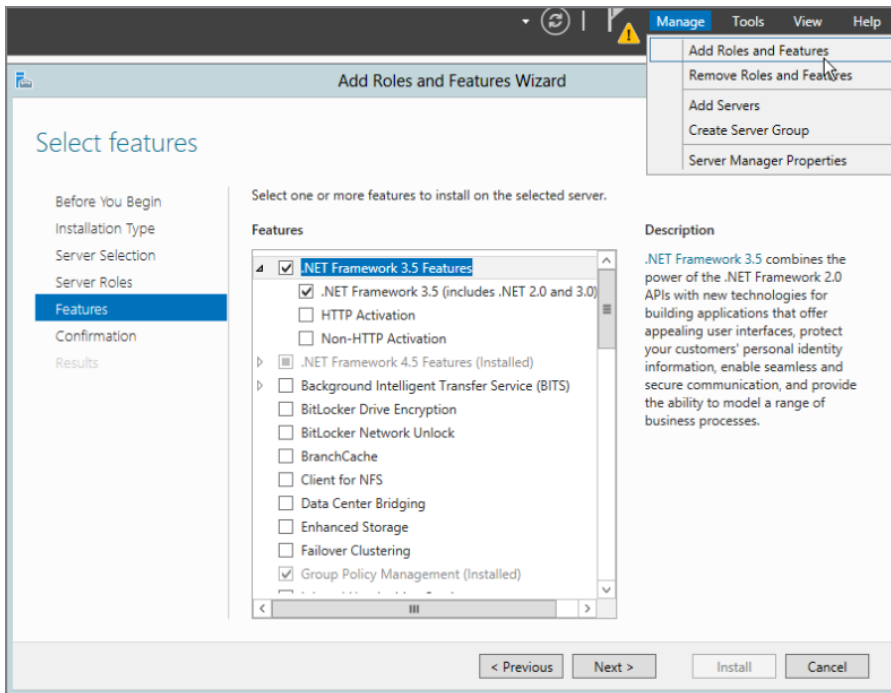 Manage Tools View Help
Add Roles and Features
Remove Roles and Features
Add Servers
Create Server Group
Server Manager Properties
Add Roles and Features Wizard
Select features
Before You Begin
Installation Type
Server Selection
Server Roles
Features
Confirmation
Results
Select one or more features to install on the selected server.
Features
.NET Framework 3.5 Features
.NET Framework 3.5 (includes .NET 2.0 and 3.0)
HTTP Activation
Non-HTTP Activation
.NET Framework 4.5 Features (Installed)
Background Intelligent Transfer Service (BITS)
BitLocker Drive Encryption
BitLocker Network Unlock
BranchCache
Client for NFS
Data Center Bridging
Enhanced Storage
Failover Clustering
Group Policy Management (Installed)
Description
.NET Framework 3.5 combines the
power of the .NET Framework 2.0
APIs with new technologies for
building applications that offer
appealing user interfaces, protect
your customers' personal identity
information, enable seamless and
secure communication, and provide
the ability to model a range of
business processes.
< Previous Next > Install Cancel